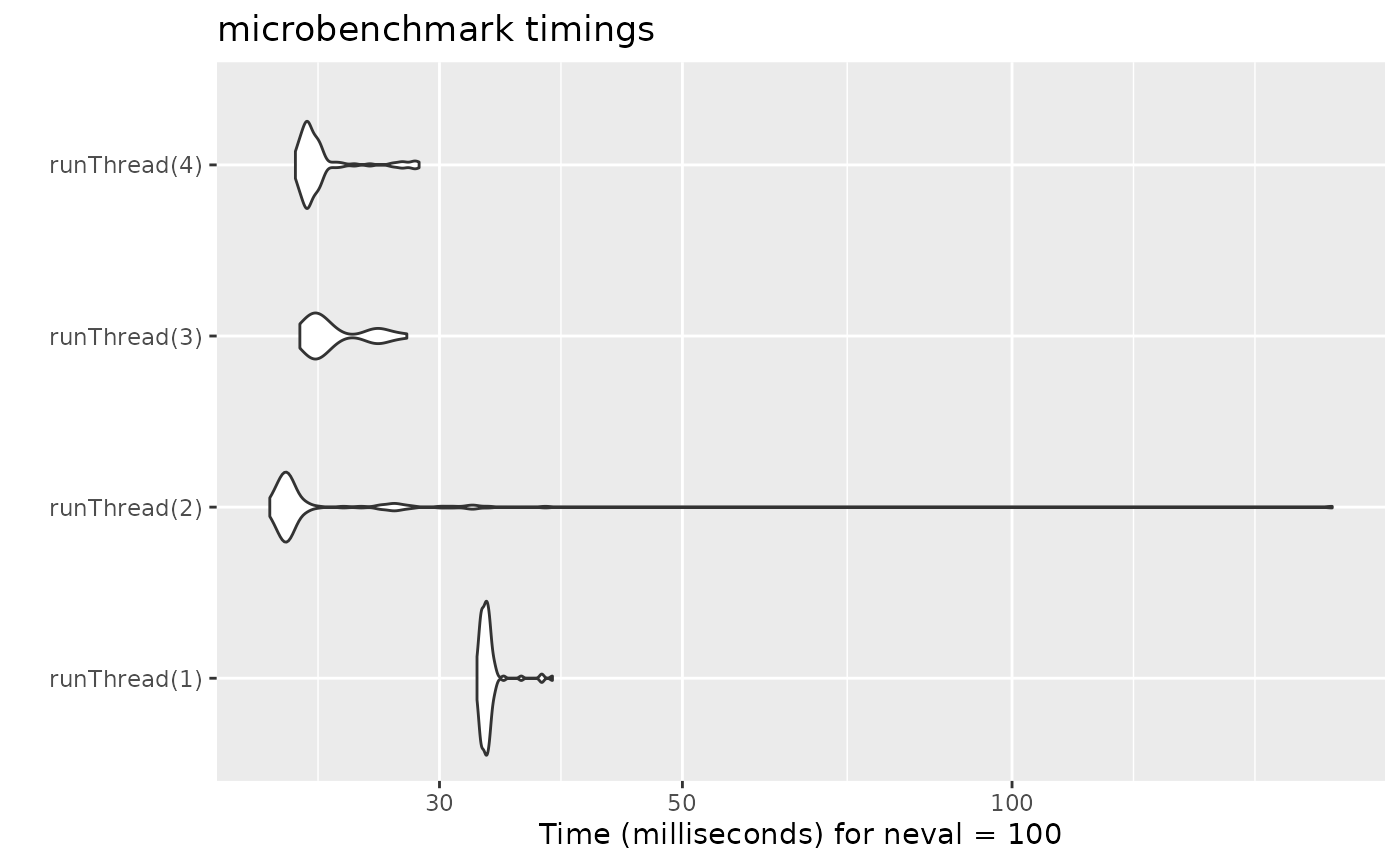 microbenchmark timings
runThread(4)
runThread(3)
runThread(2)
runThread(1)
30 50 100
Time (milliseconds) for neval = 100